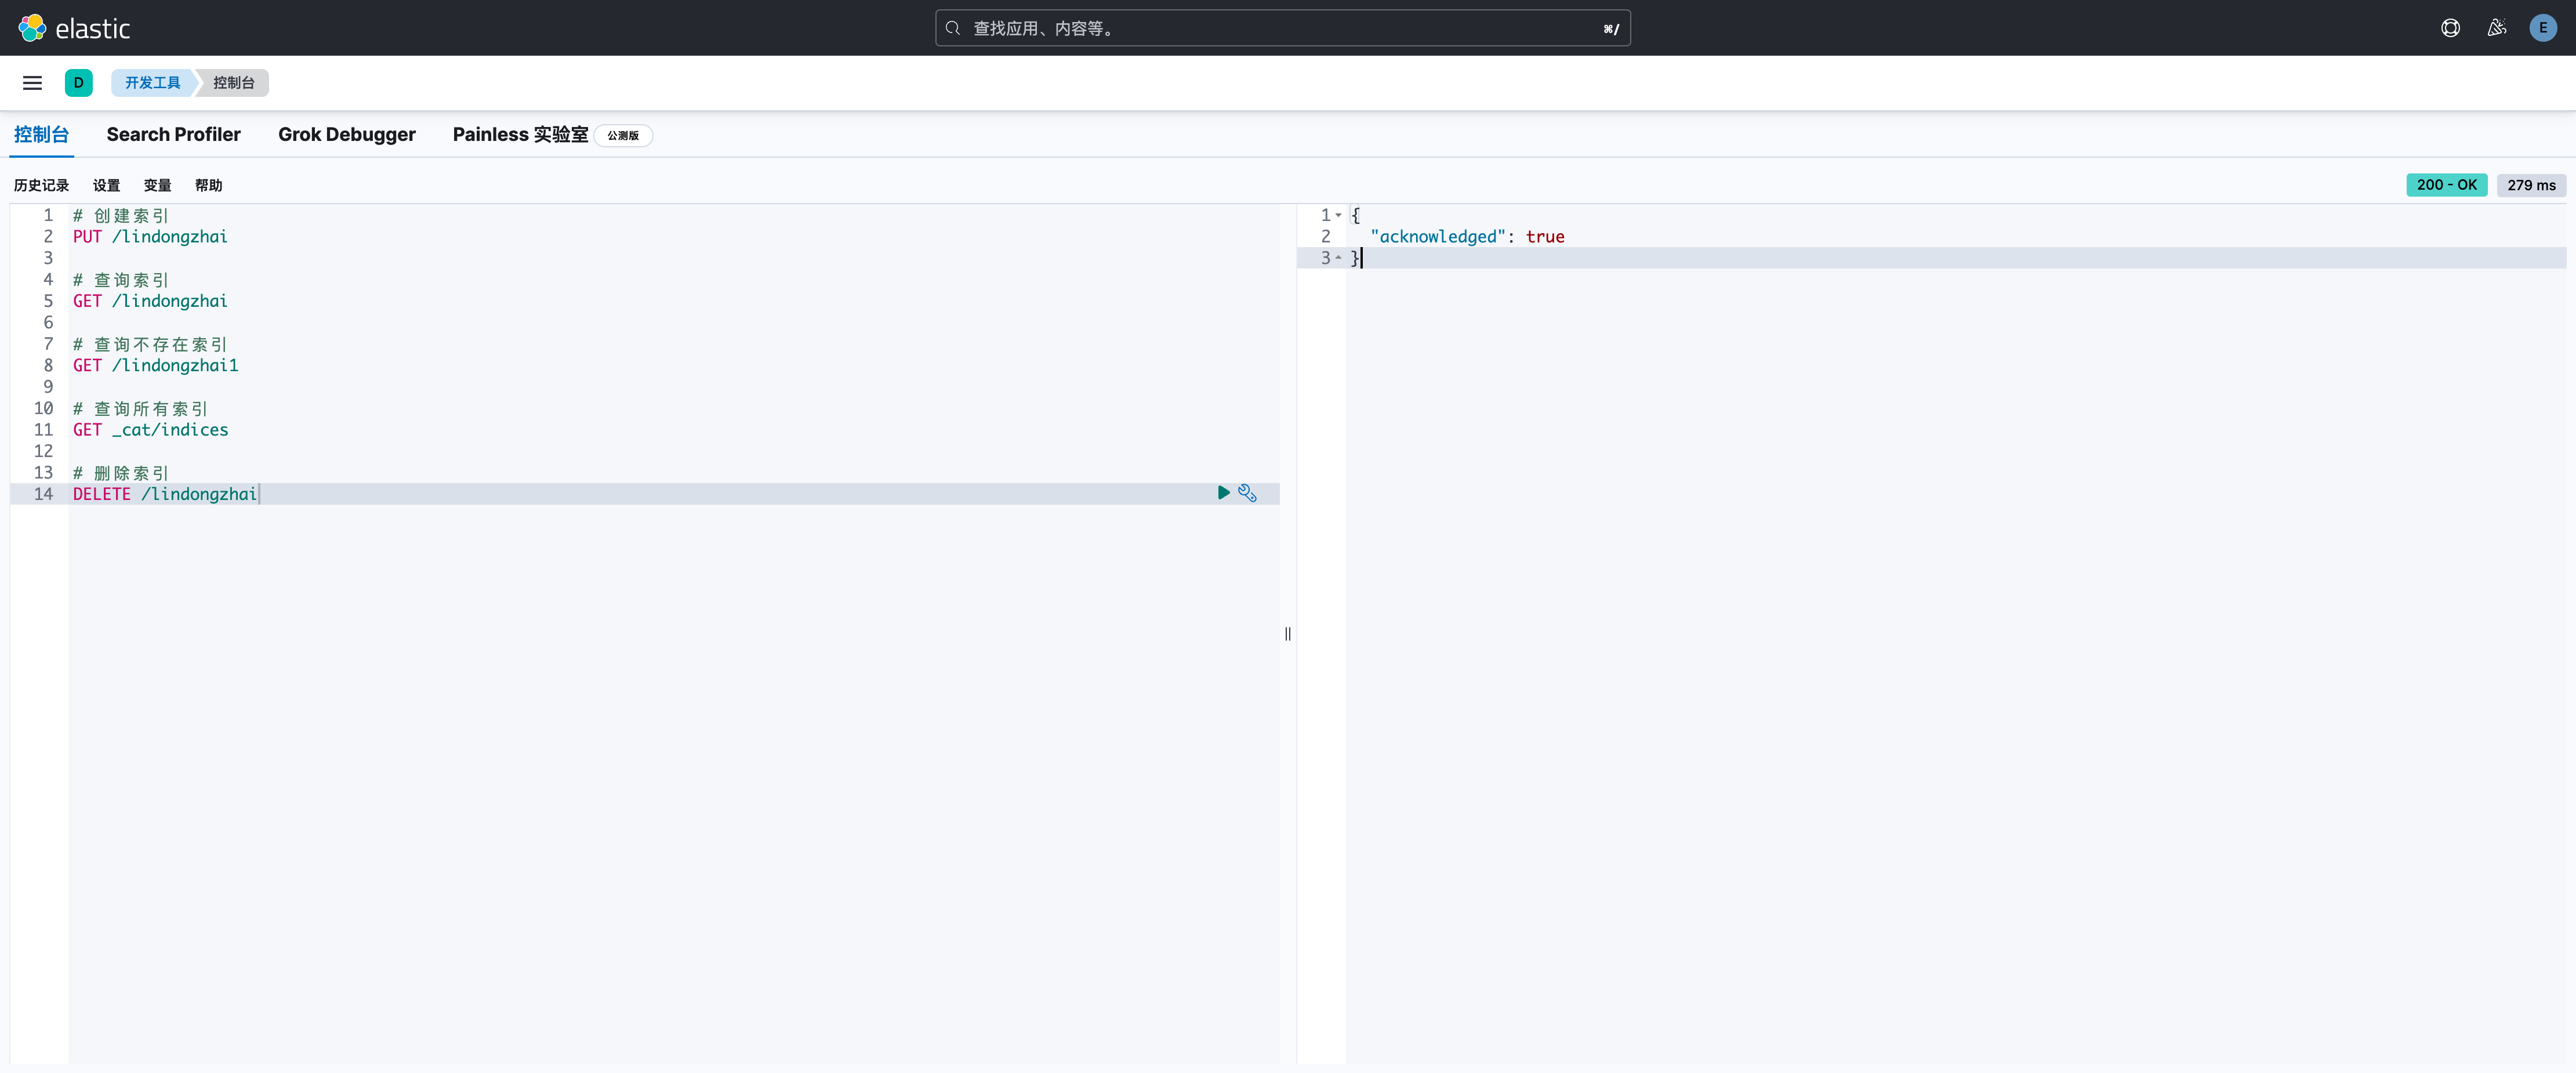 elastic
查找应用、内容等。
⌘/
E
D
开发工具
控制台
控制台
Search Profiler
Grok Debugger
Painless 实验室
公测版
历史记录
设置
变量
帮助
200 - OK
279 ms
1 # 创建索引
2 PUT /lindongzhai
3
4 # 查询索引
5 GET /lindongzhai
6
7 # 查询不存在索引
8 GET /lindongzhai1
9
10 # 查询所有索引
11 GET _cat/indices
12
13 # 删除索引
14 DELETE /lindongzhai
1 {
2 "acknowledged": true
3 }